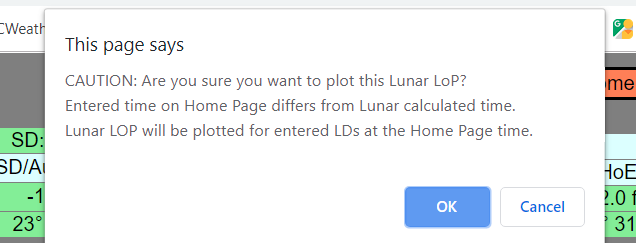 CWeath
This page says
CAUTION: Are you sure you want to plot this Lunar LoP?
Entered time on Home Page differs from Lunar calculated time.
Lunar LOP will be plotted for entered LDs at the Home Page time.
OK
Cancel
SD:
SD/Au
-1
23°
ome
HoE
2.0 f
° 31